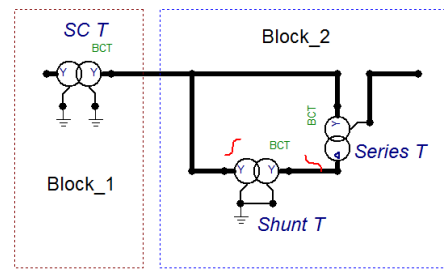 SC T
BCT
Y Y
Block_1
Block_2
BCT
Y
Series T
BCT
Y Y
Shunt T